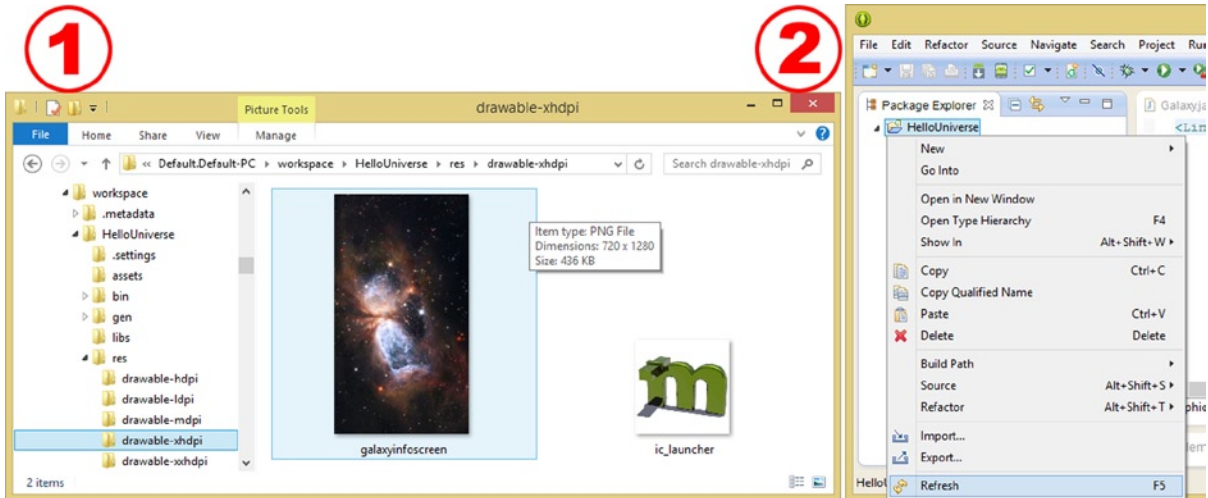 1
2
Picture Tools
drawable-xhdpi
File Home Share View Manage
« Default.Default-PC workspace HelloUniverse res drawable-xhdpi
Search drawable-xhdpi
workspace
.metadata
HelloUniverse
.settings
assets
bin
gen
libs
res
drawable-hdpi
drawable-ldpi
drawable-mdpi
drawable-xhdpi
drawable-xxhdpi
Item type: PNG File
Dimensions: 720 x 1280
Size: 436 KB
m
galaxyinfoscreen
ic_launcher
2 items
File Edit Refactor Source Navigate Search Project Run
Package Explorer
Galaxyja
HelloUniverse
<Lin
New
Go Into
Open in New Window
Open Type Hierarchy F4
Show In Alt+Shift+W
Copy Ctrl+C
Copy Qualified Name
Paste Ctrl+V
Delete Delete
Build Path
Source Alt+Shift+S
Refactor Alt+Shift+T
phic
Import...
Export...
Refresh F5